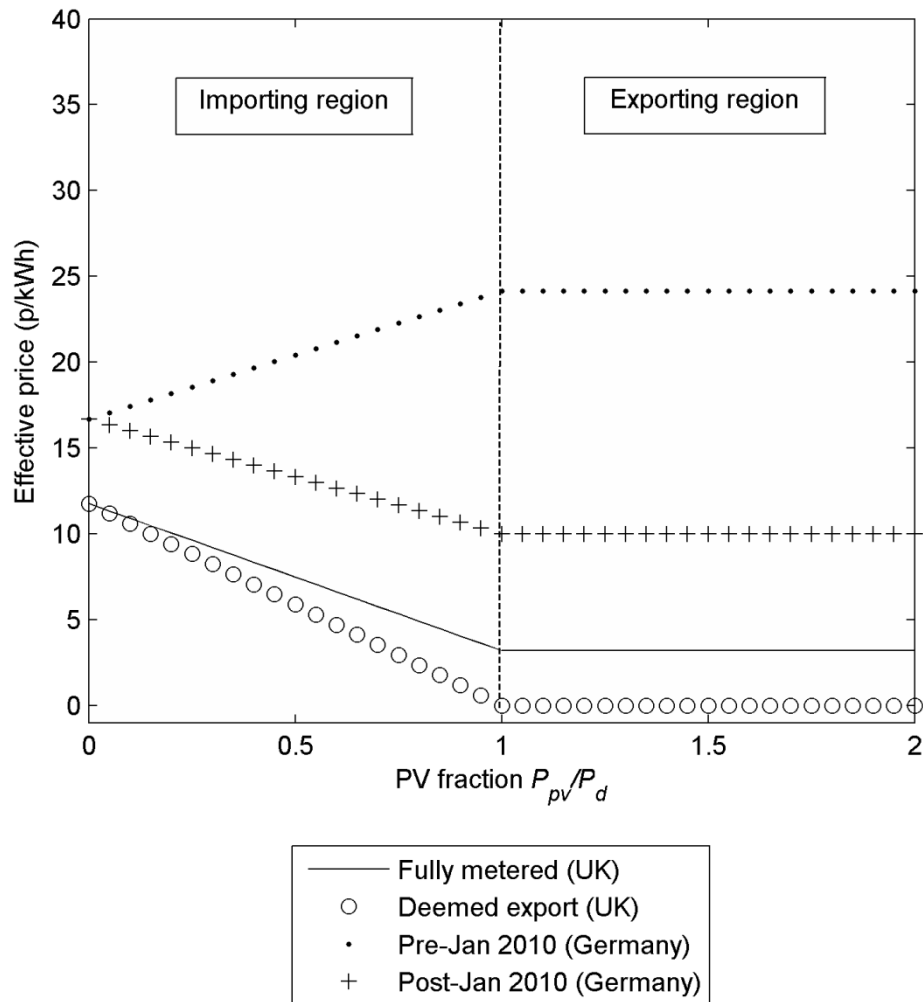 40
35
30
25
20
15
10
5
0
Effective price (p/kWh)
Importing region
Exporting region
0
0.5
1
1.5
2
PV fraction P_pv/P_d
Fully metered (UK)
Deemed export (UK)
Pre-Jan 2010 (Germany)
Post-Jan 2010 (Germany)